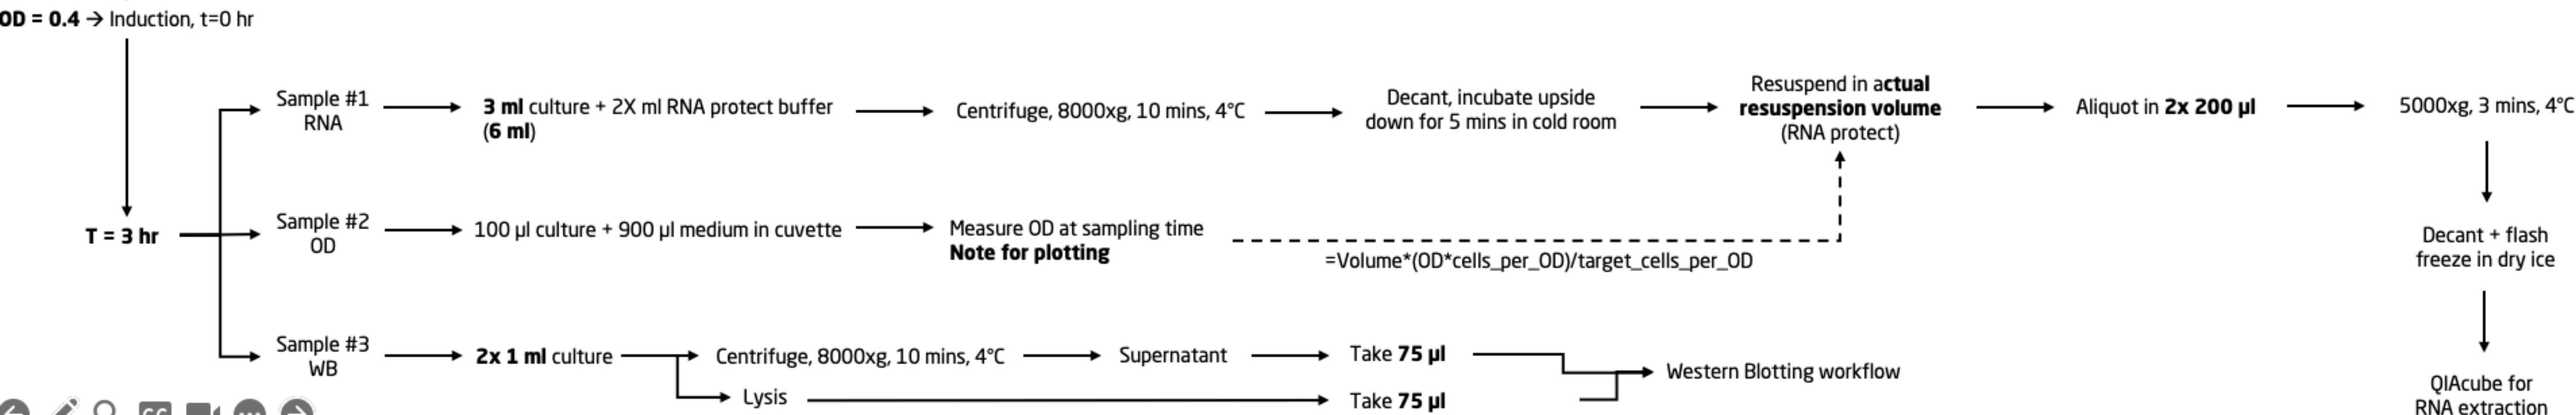 OD = 0.4 → Induction, t=0 hr
T = 3 hr
Sample #1
RNA
3 ml culture + 2X ml RNA protect buffer
(6 ml)
Centrifuge, 8000xg, 10 mins, 4°C
Decant, incubate upside
down for 5 mins in cold room
Resuspend in actual
resuspension volume
(RNA protect)
Aliquot in 2x 200 µl
5000xg, 3 mins, 4°C
Decant + flash
freeze in dry ice
QIAcube for
RNA extraction
Sample #2
OD
100 µl culture + 900 µl medium in cuvette
Measure OD at sampling time
Note for plotting
=Volume*(OD*cells_per_OD)/target_cells_per_OD
Sample #3
WB
2x 1 ml culture
Centrifuge, 8000xg, 10 mins, 4°C
Supernatant
Take 75 µl
Lysis
Take 75 µl
Western Blotting workflow
CC